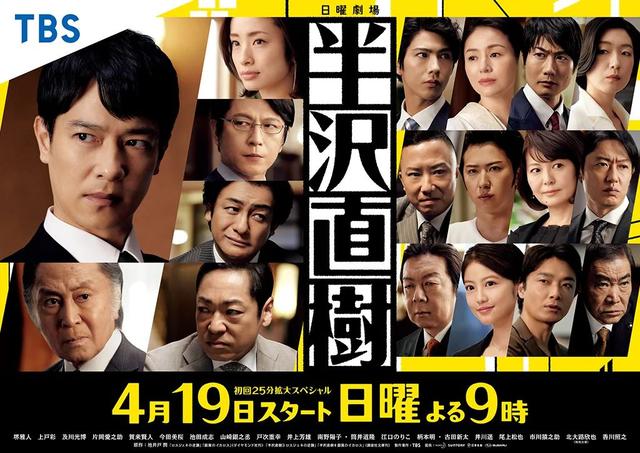 TBS
日曜劇場
半沢直樹
初回25分拡大スペシャル
4月19日スタート 日曜よる9時
堺雅人 上戸彩 及川光博 片岡愛之助 賀来賢人 今田美桜 池田成志 山崎銀之丞 戸次重幸 井上芳雄 南野陽子・筒井道隆 江口のりこ 柄本明・古田新太 井川遥 尾上松也 市川猿之助 北大路欣也 香川照之